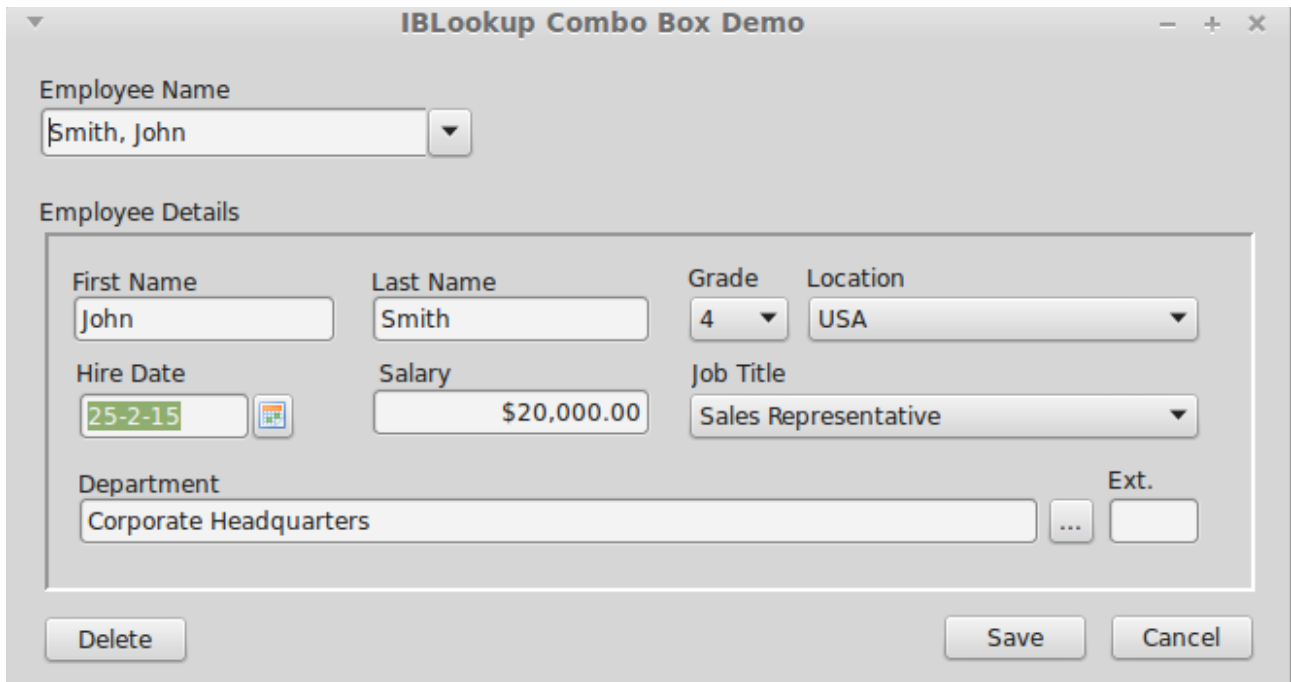 IBLookup Combo Box Demo
Employee Name
Smith, John
Employee Details
First Name Last Name Grade Location
John Smith 4 USA
Hire Date Salary Job Title
25-2-15 $20,000.00 Sales Representative
Department Ext.
Corporate Headquarters ...
Delete Save Cancel